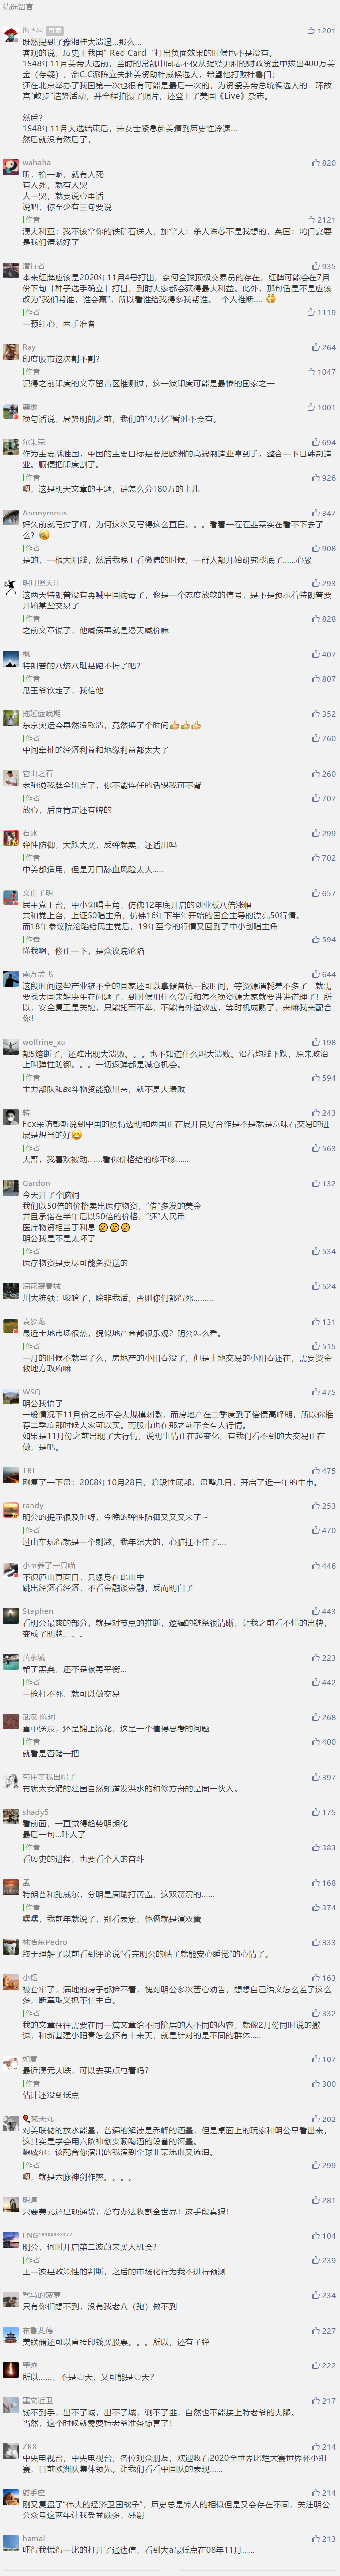 精选留言
海 置顶
1201
既然提到了豫湘桂大溃退…那么…
客观的说，历史上我国“ Red Card ”打出负面效果的时候也不是没有。
1948年11月美帝大选前，当时的常凯申同志不仅从捉襟见肘的财政资金中拨出400万美金（存疑），命C.C派陈立夫赴美资助杜威候选人，希望他打败杜鲁门；
还在北京举办了我国第一次也很有可能是最后一次的，为资瓷美帝总统候选人的，环故宫“散步”造势活动，并全程拍摄了照片，还登上了美国《Live》杂志。
然后？
1948年11月大选结束后，宋女士紧急赴美遭到历史性冷遇…
然后就没有然后了，
wahaha
820
听，枪一响，就有人死
有人死，就有人哭
人一哭，就要说心里话
说吧，你至少有三句要说
作者
2121
澳大利亚：我不该拿你的铁矿石送人，加拿大：杀人诛芯不是我想的，英国：鸿门宴要是我们请就好了
潜行者
935
本来红牌应该是2020年11月4号打出，奈何全球顶级交易员的存在，红牌可能会在7月份下旬「种子选手确立」打出，到时大家都会获得最大利益。此外，那句话是不是应该改为“我们帮谁，谁会赢”，所以看谁给我得多我帮谁。 个人推断….
作者
1119
一颗红心，两手准备
Ray
264
印度股市这次割不割？
作者
1047
记得之前印度的文章留言区推测过，这一波印度可能是最惨的国家之一
龚珈
1001
换句话说，局势明朗之前，我们的“4万亿”暂时不会有。
尔朱荣
694
作为主要战胜国，中国的主要目标是要把欧洲的高端制造业拿到手，整合一下日韩制造业。顺便把印度割了。
作者
926
嗯，这是明天文章的主题，讲怎么分180万的事儿
Anonymous
347
好久前就写过了呀，为何这次又写得这么直白。。。看着一茬茬韭菜实在看不下去了么？
作者
908
是的，一根大阳线，然后我晚上看微信的时候，一群人都开始研究抄底了……心累
明月照大江
293
这两天特朗普没有再喊中国病毒了，像是一个态度放软的信号，是不是预示着特朗普要开始某些交易了
作者
828
之前文章说了，他喊病毒就是漫天喊价嘛
枫
407
特朗普的八焰八耻是跑不掉了吧？
作者
807
瓜王爷钦定了，我信他
拖延症晚期
352
东京奥运会果然没取消，竟然换了个时间
作者
760
中间牵扯的经济利益和地缘利益都太大了
它山之石
260
老鲍说我牌全出完了，你不能连任的话锅我可不背
作者
707
放心，后面肯定还有牌的
石冰
299
弹性防御，大跌大买，反弹就卖，还适用吗
作者
702
中美都适用，但是刀口舔血风险太大……
文正子明
657
民主党上台，中小创唱主角，仿佛12年底开启的创业板八倍涨幅
共和党上台，上证50唱主角，仿佛16年下半年开始的国企主导的漂亮50行情。
而18年参议院沦陷给民主党后，19年至今的行情又回到了中小创唱主角
作者
594
懂我啊，修正一下，是众议院沦陷
南方孟飞
644
这段时间这些产业链不全的国家还可以拿储备抗一段时间，等资源消耗差不多了，就需要找大国来解决生存问题了，到时候用什么货币和怎么换资源大家就要讲讲道理了！所以，安全复工是关键，只能托而不举，不能有外溢效应，等时机成熟了，来嘛我来配合你！
wolfrine_xu
198
都5熔断了，还难出现大溃败。。。也不知道什么叫大溃败。沿着均线下跌，原来政治上叫弹性防御。。。一切返弹都是减仓机会。
作者
594
主力部队和战斗物资能撤出来，就不是大溃败
转
243
Fox采访彭斯说到中国的疫情透明和两国正在展开良好合作是不是就是意味着交易的进展是想当的好
作者
563
大哥，我喜欢被动……看你价格给的够不够……
Gardon
132
今天开了个脑洞
我们以50倍的价格卖出医疗物资，“借”多发的美金
并且承诺在半年后以50倍的价格，“还”人民币
医疗物资相当于利息
明公我是不是太坏了
作者
534
医疗物资是要尽可能免费送的
浣花菠春城
524
川大统领：唉哈了，除非我活，否则你们都得死………
袁梦龙
131
最近土地市场很热，貌似地产商都很乐观？明公怎么看。
作者
515
一月的时候不就写了么，房地产的小阳春没了，但是土地交易的小阳春还在，需要资金救地方政府嘛
WSQ
475
明公我悟了
一般情况下11月份之前不会大规模刺激，而房地产在二季度到了偿债高峰期，所以你推荐二季度那时候大家可以买。而股市也在那之前不会有大行情。
如果是11月份之前出现了大行情，说明事情正在起变化，有我们看不到的大交易正在做，是吧。
TBT
475
刚复了一下盘：2008年10月28日，阶段性底部，盘整几日，开启了近一年的牛市。
randy
253
明公的提示很及时呀，今晚的弹性防御又又又来了~
作者
470
过山车玩得就是一个刺激，我年纪大的，心脏扛不住了….
小m养了一只喵
446
不识庐山真面目，只缘身在此山中
跳出经济看经济，不看金融谈金融，反而明白了
Stephen
443
看明公最爽的部分，就是对节点的推断，逻辑的链条很清晰，让我之前看不懂的出牌，变成了明牌。。。
黄永城
223
帮了黑奥，还不是被再平衡…
作者
442
一枪打不死，就可以做交易
武汉 陈珂
268
雪中送炭，还是锦上添花，这是一个值得思考的问题
作者
400
就看是否赌一把
苟住等我出帽子
397
有犹太女婿的建国自然知道发洪水的和修方舟的是同一伙人。
shady5
175
看前面，一直觉得趋势明朗化
最后一句…吓人了
作者
383
看历史的进程，也要看个人的奋斗
孟
168
特朗普和鲍威尔，分明是周瑜打黄盖，这双簧演的……
作者
374
嘿嘿，我前年就说了，别看表象，他俩就是演双簧
林浩东Pedro
333
终于理解了以前看到评论说“看完明公的帖子就能安心睡觉”的心情了。
小钰
163
被套牢了，满地的房子都捡不着，愧对明公多次苦心劝告，想想自己语文怎么差了这么多，断章取义抓不住主旨。
作者
332
我的文章往往需要在同一篇文章给不同阶层的人不同的内容，就像2月份同时说的撤退，和新基建小阳春怎么还有十来天，就是针对的是不同的群体…..
如意
107
最近澳元大跌，可以去买点屯着吗？
作者
300
估计还没到低点
梵天丸
202
对美联储的放水能量，普遍的解读是乔峰的酒量，但是桌面上的玩家和明公早看出来，这其实是学会用六脉神剑耍赖喝酒的段誉的海量。
鲍威尔：该配合你演出的我演到全球韭菜流血又流泪。
作者
299
嗯，就是六脉神剑作弊。。。。
明道
281
只要美元还是硬通货，总有办法收割全世界！这手段真狠！
LNG¹⁸¹⁹⁹³⁴³⁴⁷⁷
104
明公，何时开启第二波蔚来买入机会？
作者
239
上一波是政策性的判断，之后的市场化行为我不进行预测
骂马的菠萝
234
只有你们想不到，没有我老八（鲍）做不到
布鲁斐德
227
美联储还可以直接印钱买股票。。。所以，还有子弹
重迹
222
所以……，不是夏天，又可能是夏天？
重文近卫
217
钱不到手，出不了城，出不了城，剿不了匪，自然也不能接上特老爷的大腿。
当然，这个时候就需要特老爷准备惊喜了！
ZKX
214
中央电视台，中央电视台，各位观众朋友，欢迎收看2020全世界比烂大赛世界杯小组赛，目前欧洲队集体领先。让我们看看中国队的表现……
射手座
214
刚又复盘了“伟大的经济卫国战争”，历史总是惊人的相似但是又会存在不同，关注明公公众号这两年让我受益颇多，感谢
hamal
213
吓得我慌得一比的打开了通达信，看到大a最低点在08年11月……